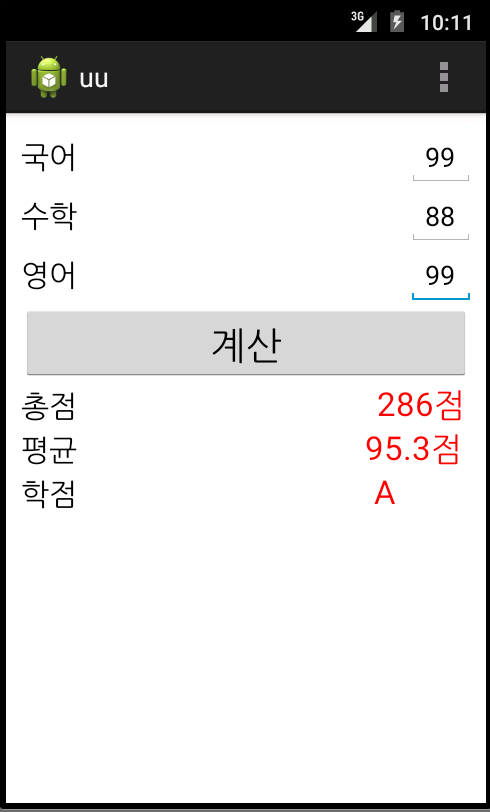 3G 10:11
uu
국어 99
수학 88
영어 99
계산
총점 286점
평균 95.3점
학점 A